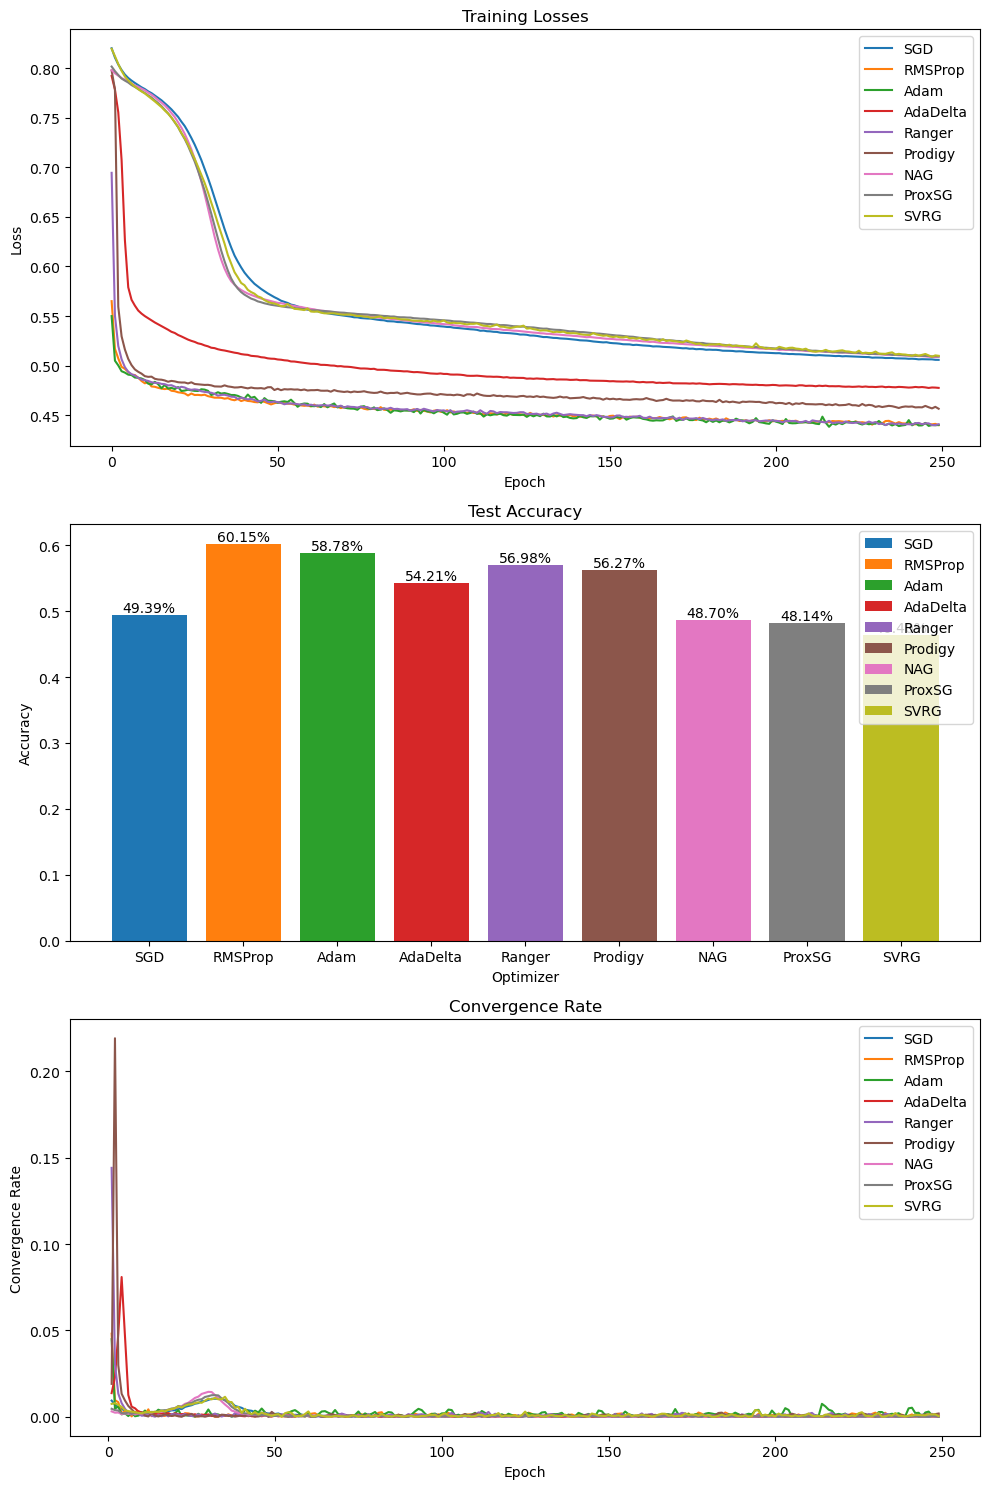 Training Losses
SGD
RMSProp
Adam
AdaDelta
Ranger
Prodigy
NAG
ProxSG
SVRG
Loss
0.80
0.75
0.70
0.65
0.60
0.55
0.50
0.45
0 50 100 150 200 250
Epoch
Test Accuracy
SGD
RMSProp
Adam
AdaDelta
Ranger
Prodigy
NAG
ProxSG
SVRG
49.39% 60.15% 58.78% 54.21% 56.98% 56.27% 48.70% 48.14%
Accuracy
0.6
0.5
0.4
0.3
0.2
0.1
0.0
SGD RMSProp Adam AdaDelta Ranger Prodigy NAG ProxSG SVRG
Optimizer
Convergence Rate
SGD
RMSProp
Adam
AdaDelta
Ranger
Prodigy
NAG
ProxSG
SVRG
Convergence Rate
0.20
0.15
0.10
0.05
0.00
0 50 100 150 200 250
Epoch